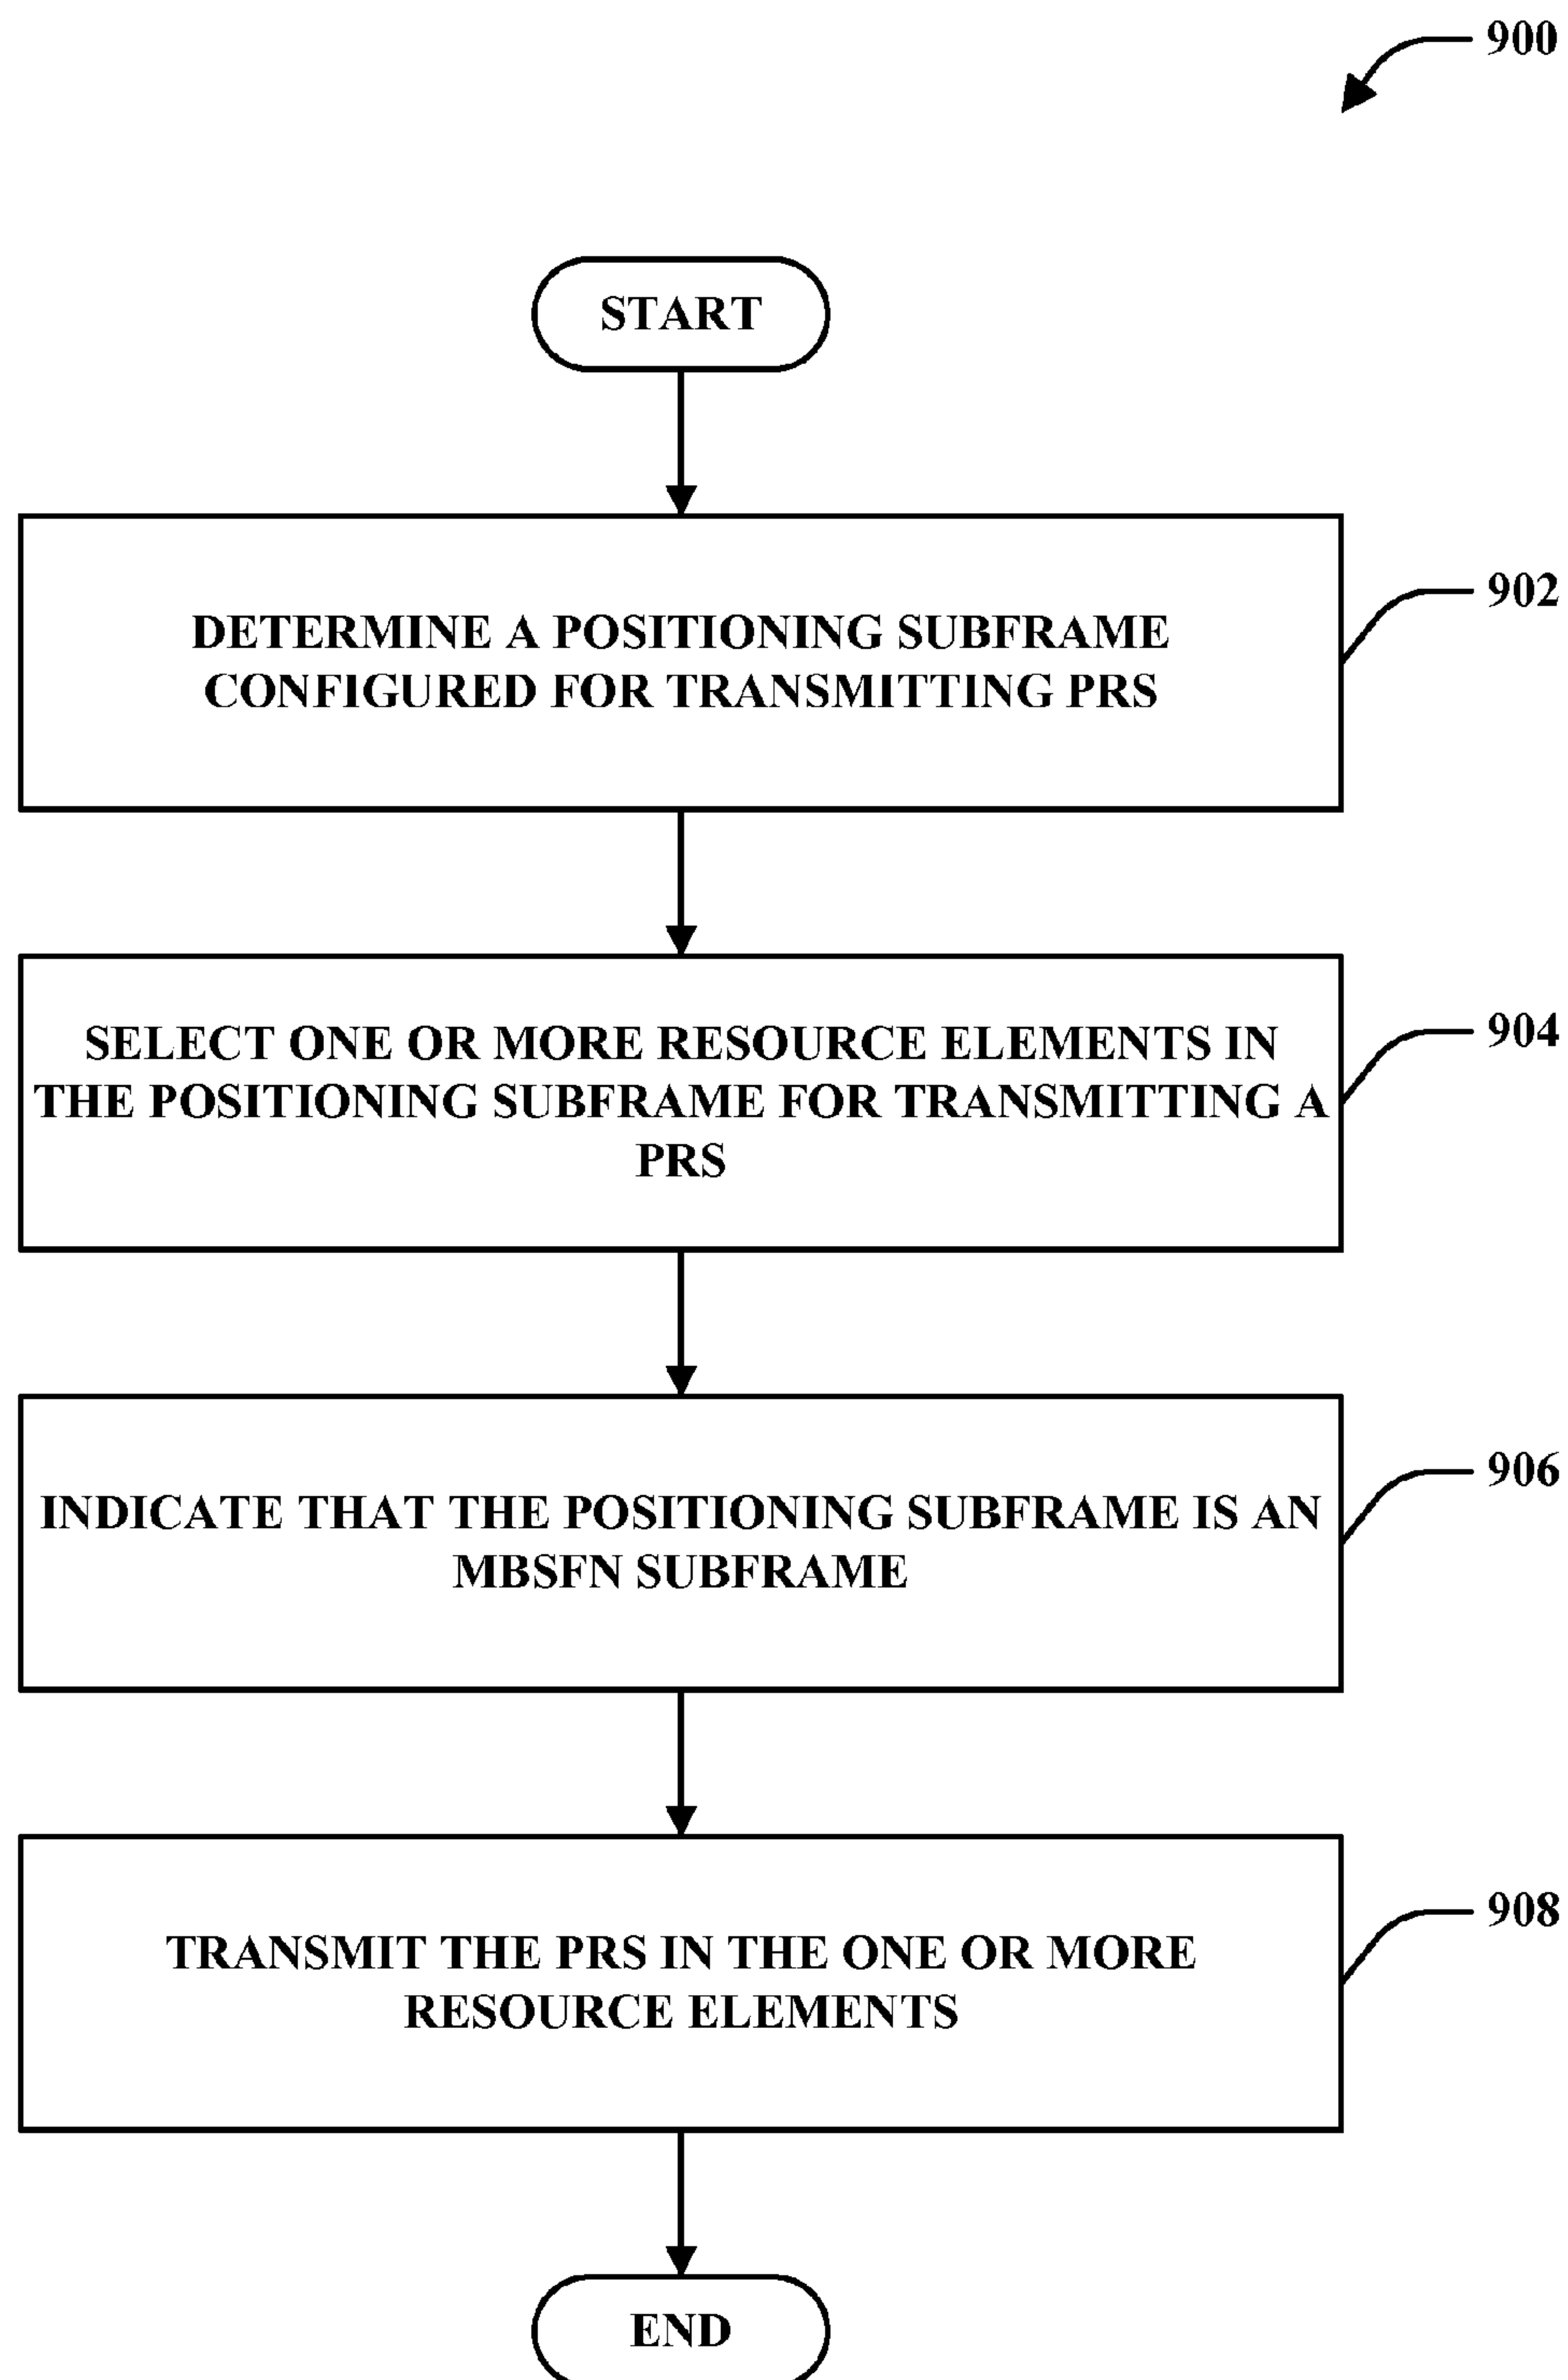 900
START
DETERMINE A POSITIONING SUBFRAME
CONFIGURED FOR TRANSMITTING PRS
902
SELECT ONE OR MORE RESOURCE ELEMENTS IN
THE POSITIONING SUBFRAME FOR TRANSMITTING A
PRS
904
INDICATE THAT THE POSITIONING SUBFRAME IS AN
MBSFN SUBFRAME
906
TRANSMIT THE PRS IN THE ONE OR MORE
RESOURCE ELEMENTS
908
END